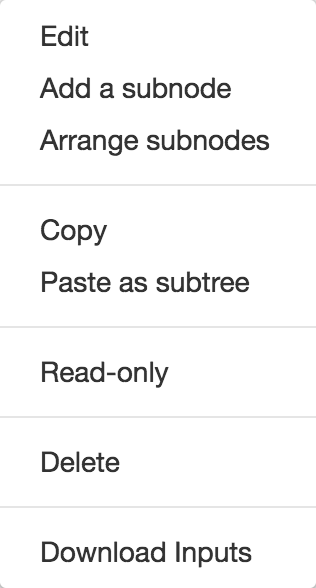 Edit
Add a subnode
Arrange subnodes
Copy
Paste as subtree
Read-only
Delete
Download Inputs